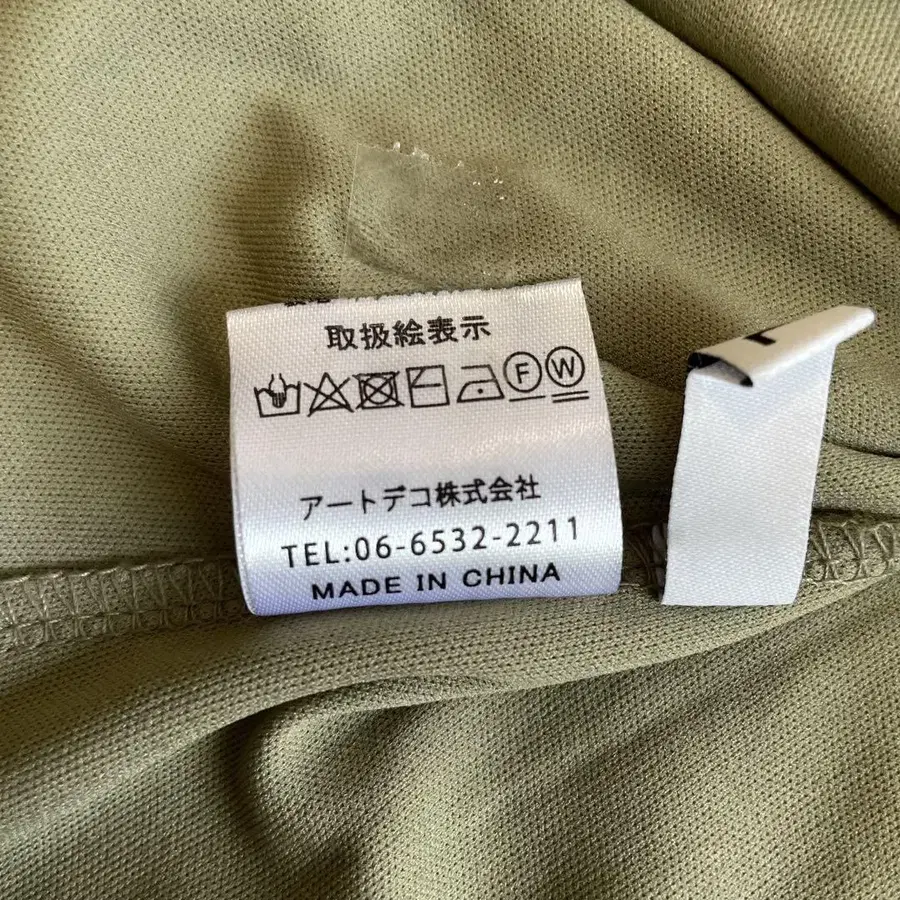 取扱絵表示
F W
アートデコ株式会社
TEL:06-6532-2211
MADE IN CHINA